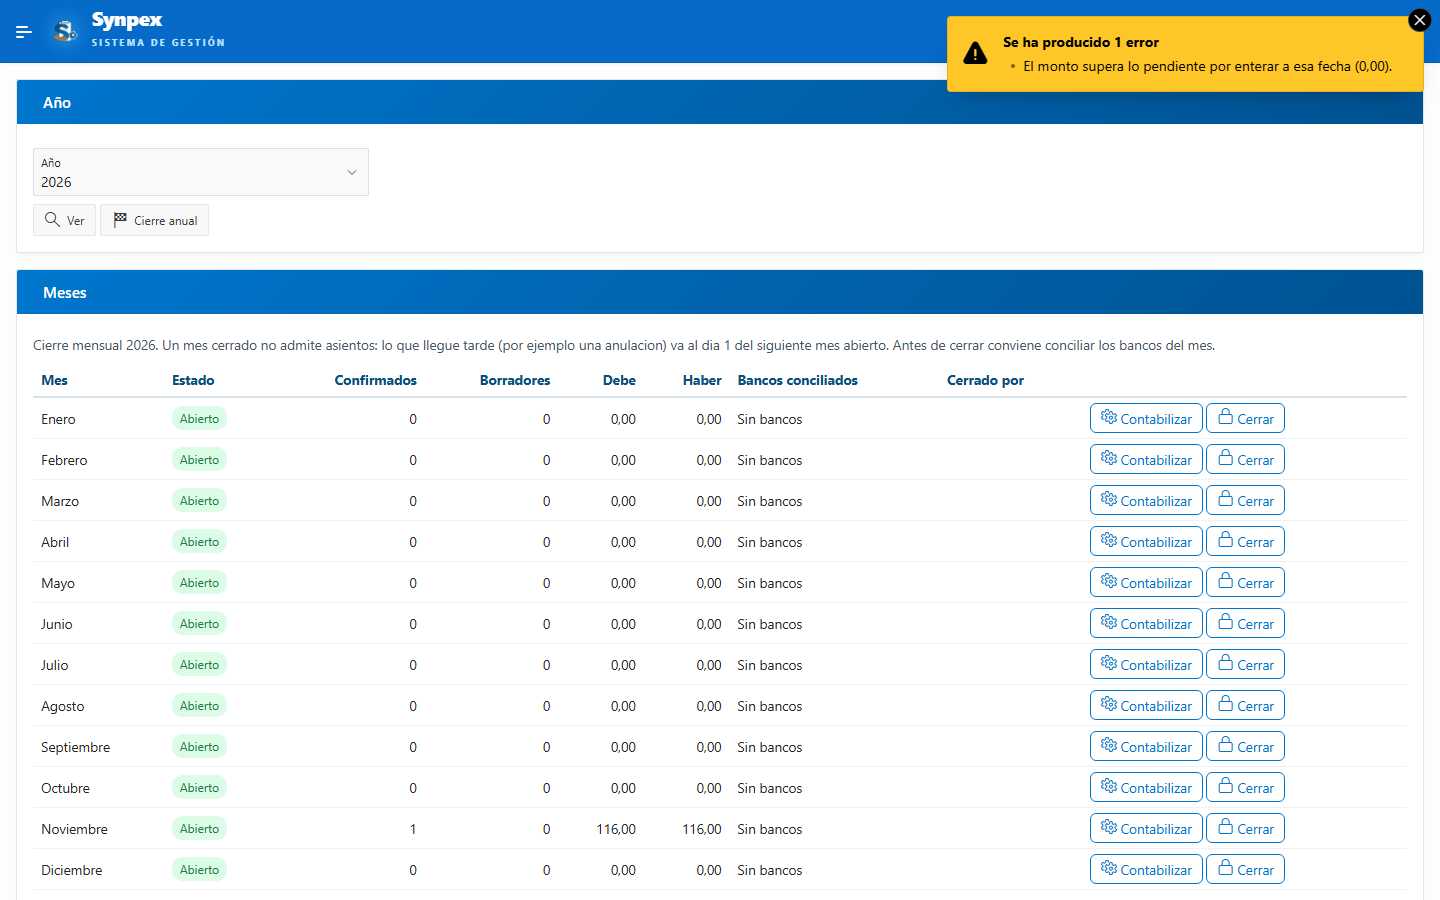 Synpex
SISTEMA DE GESTIÓN
Se ha producido 1 error
• El monto supera lo pendiente por enterar a esa fecha (0,00).
Año
Año
2026
Ver
Cierre anual
Meses
Cierre mensual 2026. Un mes cerrado no admite asientos: lo que llegue tarde (por ejemplo una anulacion) va al dia 1 del siguiente mes abierto. Antes de cerrar conviene conciliar los bancos del mes.
Mes Estado Confirmados Borradores Debe Haber Bancos conciliados Cerrado por
Enero Abierto 0 0 0,00 0,00 Sin bancos Contabilizar Cerrar
Febrero Abierto 0 0 0,00 0,00 Sin bancos Contabilizar Cerrar
Marzo Abierto 0 0 0,00 0,00 Sin bancos Contabilizar Cerrar
Abril Abierto 0 0 0,00 0,00 Sin bancos Contabilizar Cerrar
Mayo Abierto 0 0 0,00 0,00 Sin bancos Contabilizar Cerrar
Junio Abierto 0 0 0,00 0,00 Sin bancos Contabilizar Cerrar
Julio Abierto 0 0 0,00 0,00 Sin bancos Contabilizar Cerrar
Agosto Abierto 0 0 0,00 0,00 Sin bancos Contabilizar Cerrar
Septiembre Abierto 0 0 0,00 0,00 Sin bancos Contabilizar Cerrar
Octubre Abierto 0 0 0,00 0,00 Sin bancos Contabilizar Cerrar
Noviembre Abierto 1 0 116,00 116,00 Sin bancos Contabilizar Cerrar
Diciembre Abierto 0 0 0,00 0,00 Sin bancos Contabilizar Cerrar